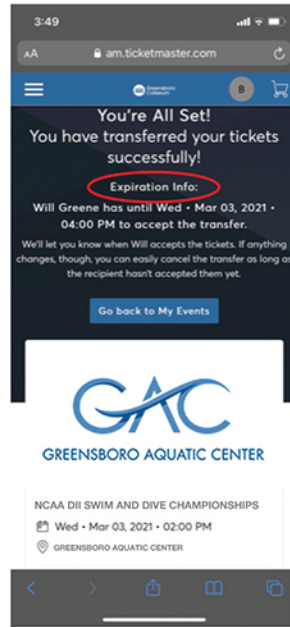 3:49
AA am.ticketmaster.com
Greensboro
Coliseum
B
You're All Set!
You have transferred your tickets
successfully!
Expiration Info:
Will Greene has until Wed • Mar 03, 2021 •
04:00 PM to accept the transfer.
We'll let you know when Will accepts the tickets. If anything
changes, though, you can easily cancel the transfer as long as
the recipient hasn't accepted them yet.
Go back to My Events
GAC
GREENSBORO AQUATIC CENTER
NCAA DII SWIM AND DIVE CHAMPIONSHIPS
Wed • Mar 03, 2021 • 02:00 PM
GREENSBORO AQUATIC CENTER